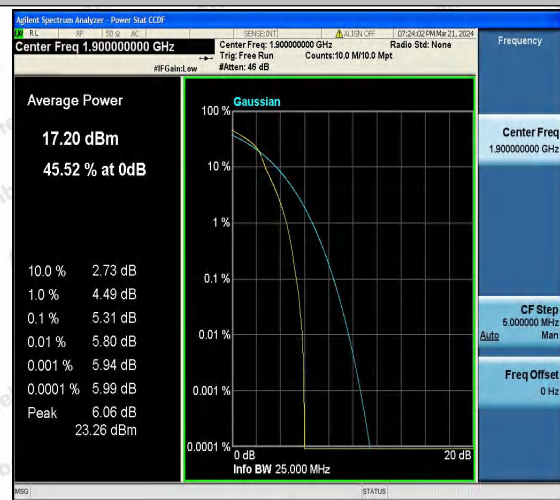 Agilent Spectrum Analyzer - Power Stat CCDF
RL RF 50 Ω AC SENSE:INT ALIGN OFF 07:24:02 PM Mar 21, 2024
Center Freq 1.900000000 GHz
Center Freq: 1.900000000 GHz Radio Std: None
Trig: Free Run Counts:10.0 M/10.0 Mpt
#IFGain:Low #Atten: 46 dB
Frequency
Average Power
17.20 dBm
45.52 % at 0dB
10.0 % 2.73 dB
1.0 % 4.49 dB
0.1 % 5.31 dB
0.01 % 5.80 dB
0.001 % 5.94 dB
0.0001 % 5.99 dB
Peak 6.06 dB
23.26 dBm
Gaussian
100 %
10 %
1 %
0.1 %
0.01 %
0.001 %
0.0001 %
0 dB 20 dB
Info BW 25.000 MHz
Center Freq
1.900000000 GHz
CF Step
5.000000 MHz
Auto Man
Freq Offset
0 Hz
MSG STATUS